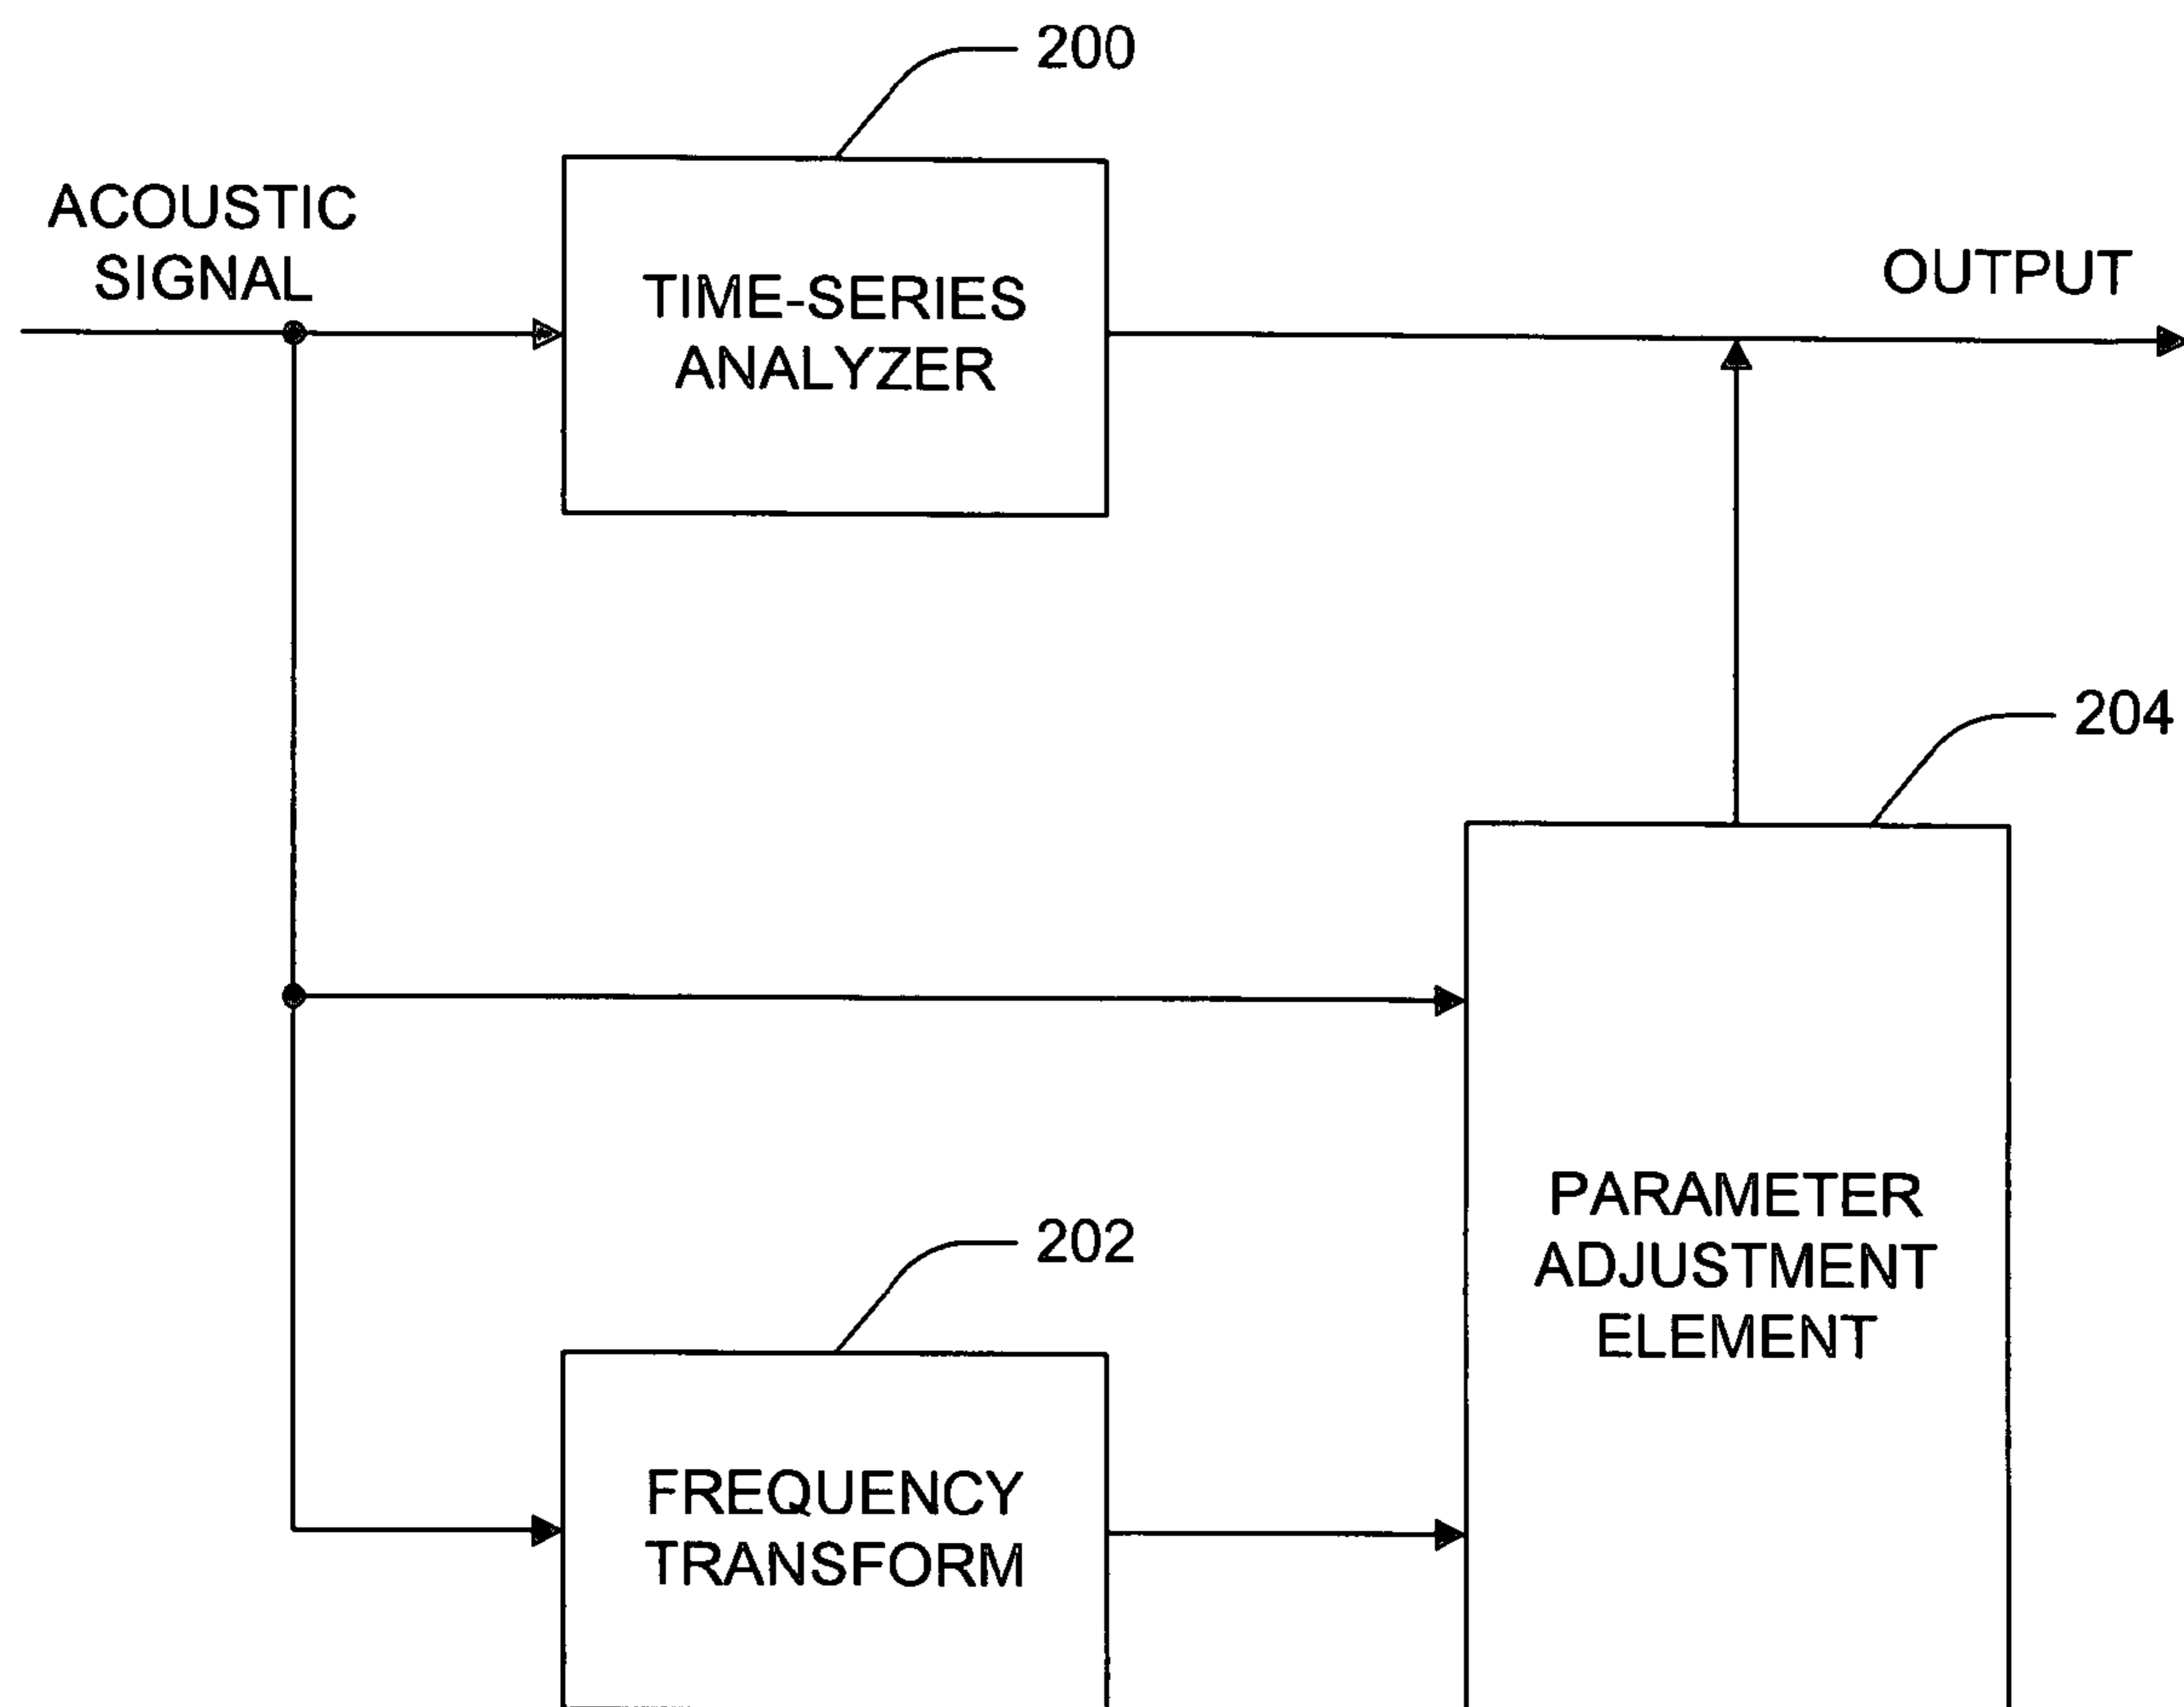 200
ACOUSTIC
SIGNAL
TIME-SERIES
ANALYZER
OUTPUT
204
PARAMETER
ADJUSTMENT
ELEMENT
202
FREQUENCY
TRANSFORM